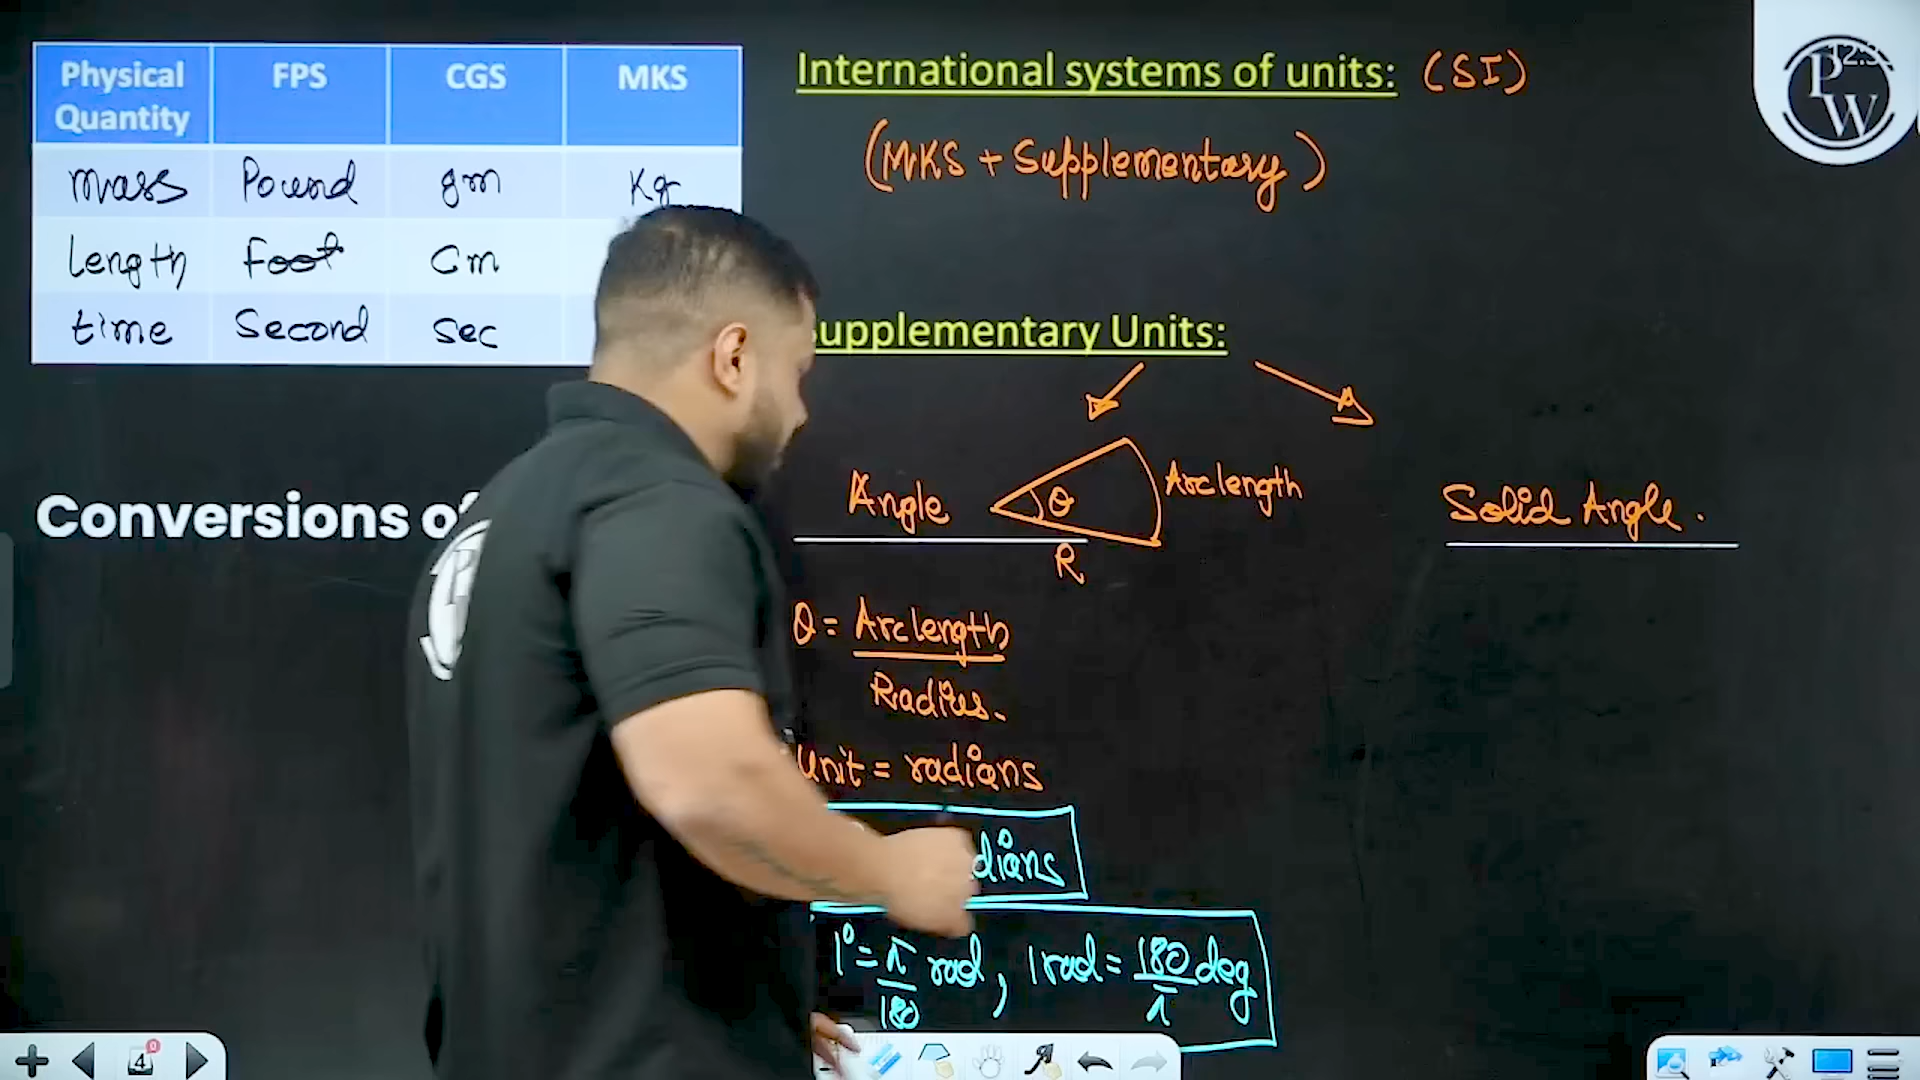 Physical Quantity FPS CGS MKS
mass Pound gm Kg
length Foot cm
time Second sec
Conversions of
International systems of units: (SI)
(MKS + Supplementary)
upplementary Units:
Angle θ Arclength
R
Solid Angle.
θ = Arclength
Radius.
Unit = radians
dians
1° = π/180 rad, 1 rad = 180/π deg
PW
4